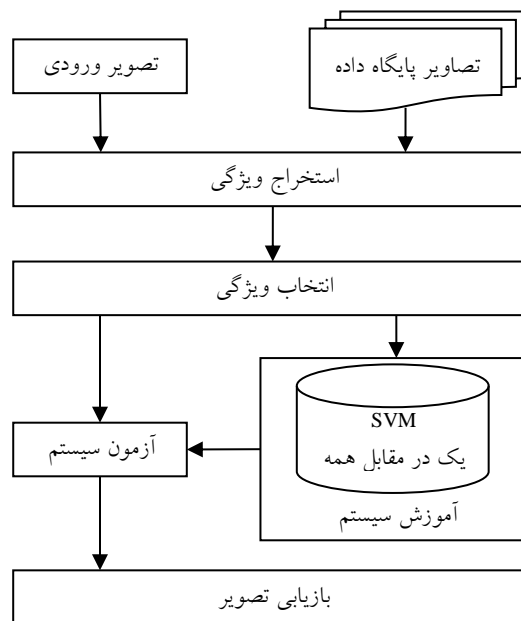 تصاویر پایگاه داده
تصویر ورودی
استخراج ویژگی
انتخاب ویژگی
SVM
یک در مقابل همه
آموزش سیستم
آزمون سیستم
بازیابی تصویر